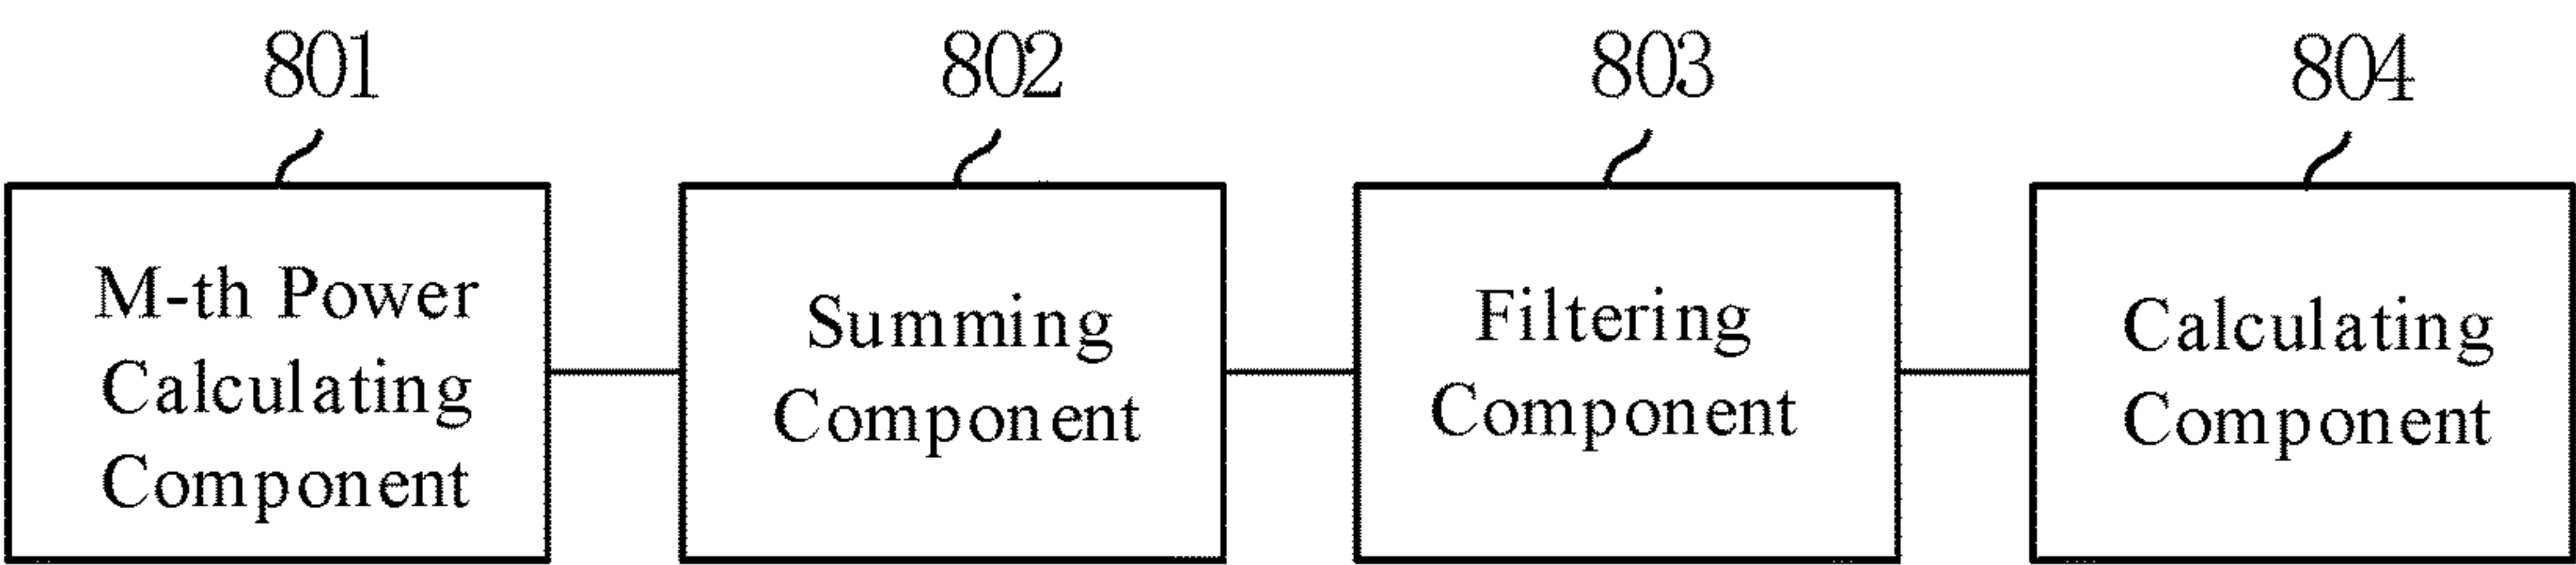 801
802
803
804
M-th Power
Calculating
Component
Summing
Component
Filtering
Component
Calculating
Component